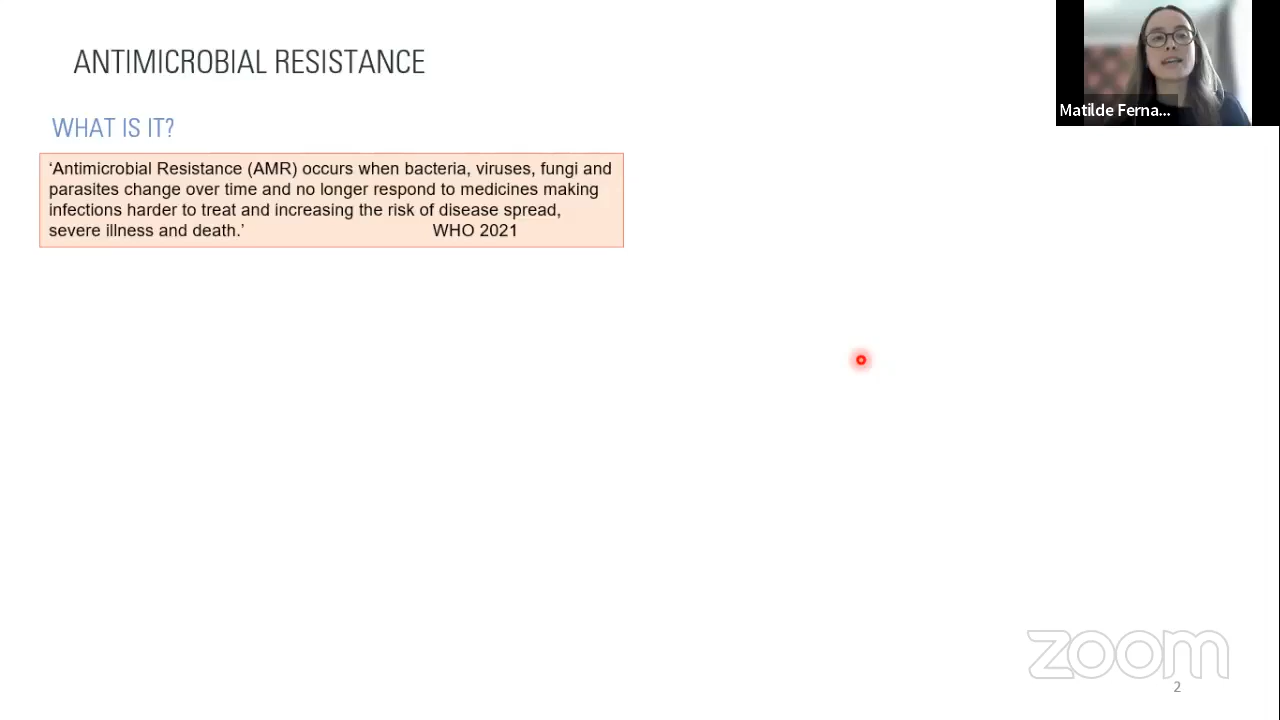 ANTIMICROBIAL RESISTANCE
Matilde Ferna...
WHAT IS IT?
‘Antimicrobial Resistance (AMR) occurs when bacteria, viruses, fungi and
parasites change over time and no longer respond to medicines making
infections harder to treat and increasing the risk of disease spread,
severe illness and death.’ WHO 2021
zoom
2